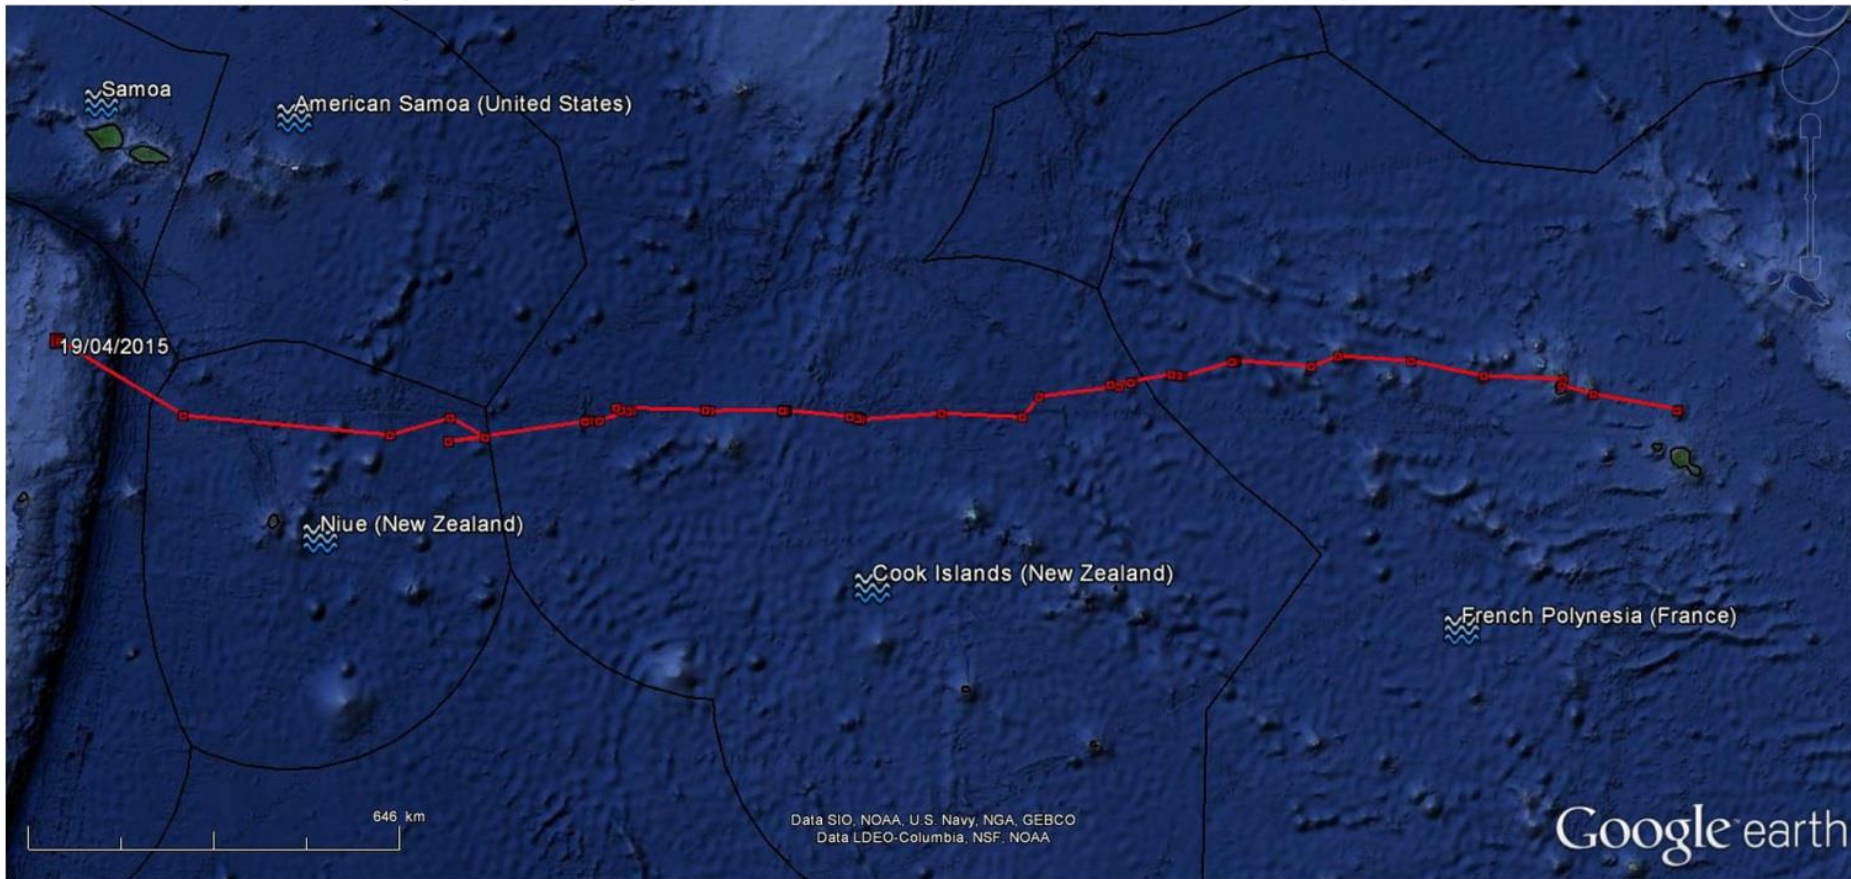 Samoa
American Samoa (United States)
19/04/2015
Niue (New Zealand)
Cook Islands (New Zealand)
French Polynesia (France)
646 km
Data SIO, NOAA, U.S. Navy, NGA, GEBCO
Data LDEO-Columbia, NSF, NOAA
Google earth